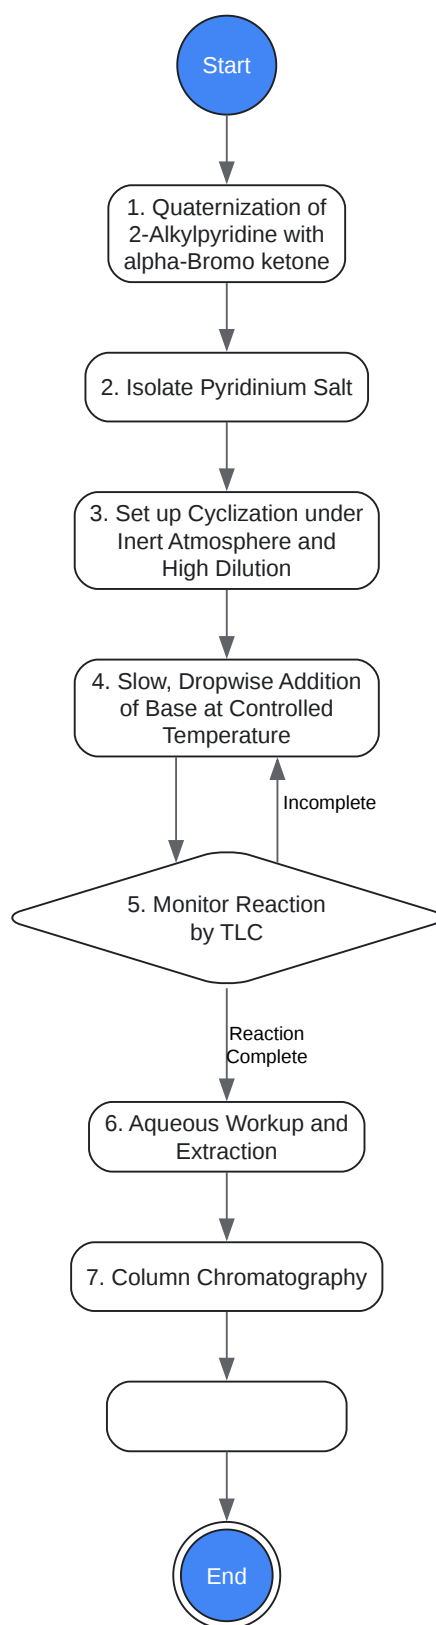 Start
1. Quaternization of
2-Alkylpyridine with
alpha-Bromo ketone
2. Isolate Pyridinium Salt
3. Set up Cyclization under
Inert Atmosphere and
High Dilution
4. Slow, Dropwise Addition
of Base at Controlled
Temperature
Incomplete
5. Monitor Reaction
by TLC
Reaction
Complete
6. Aqueous Workup and
Extraction
7. Column Chromatography
End